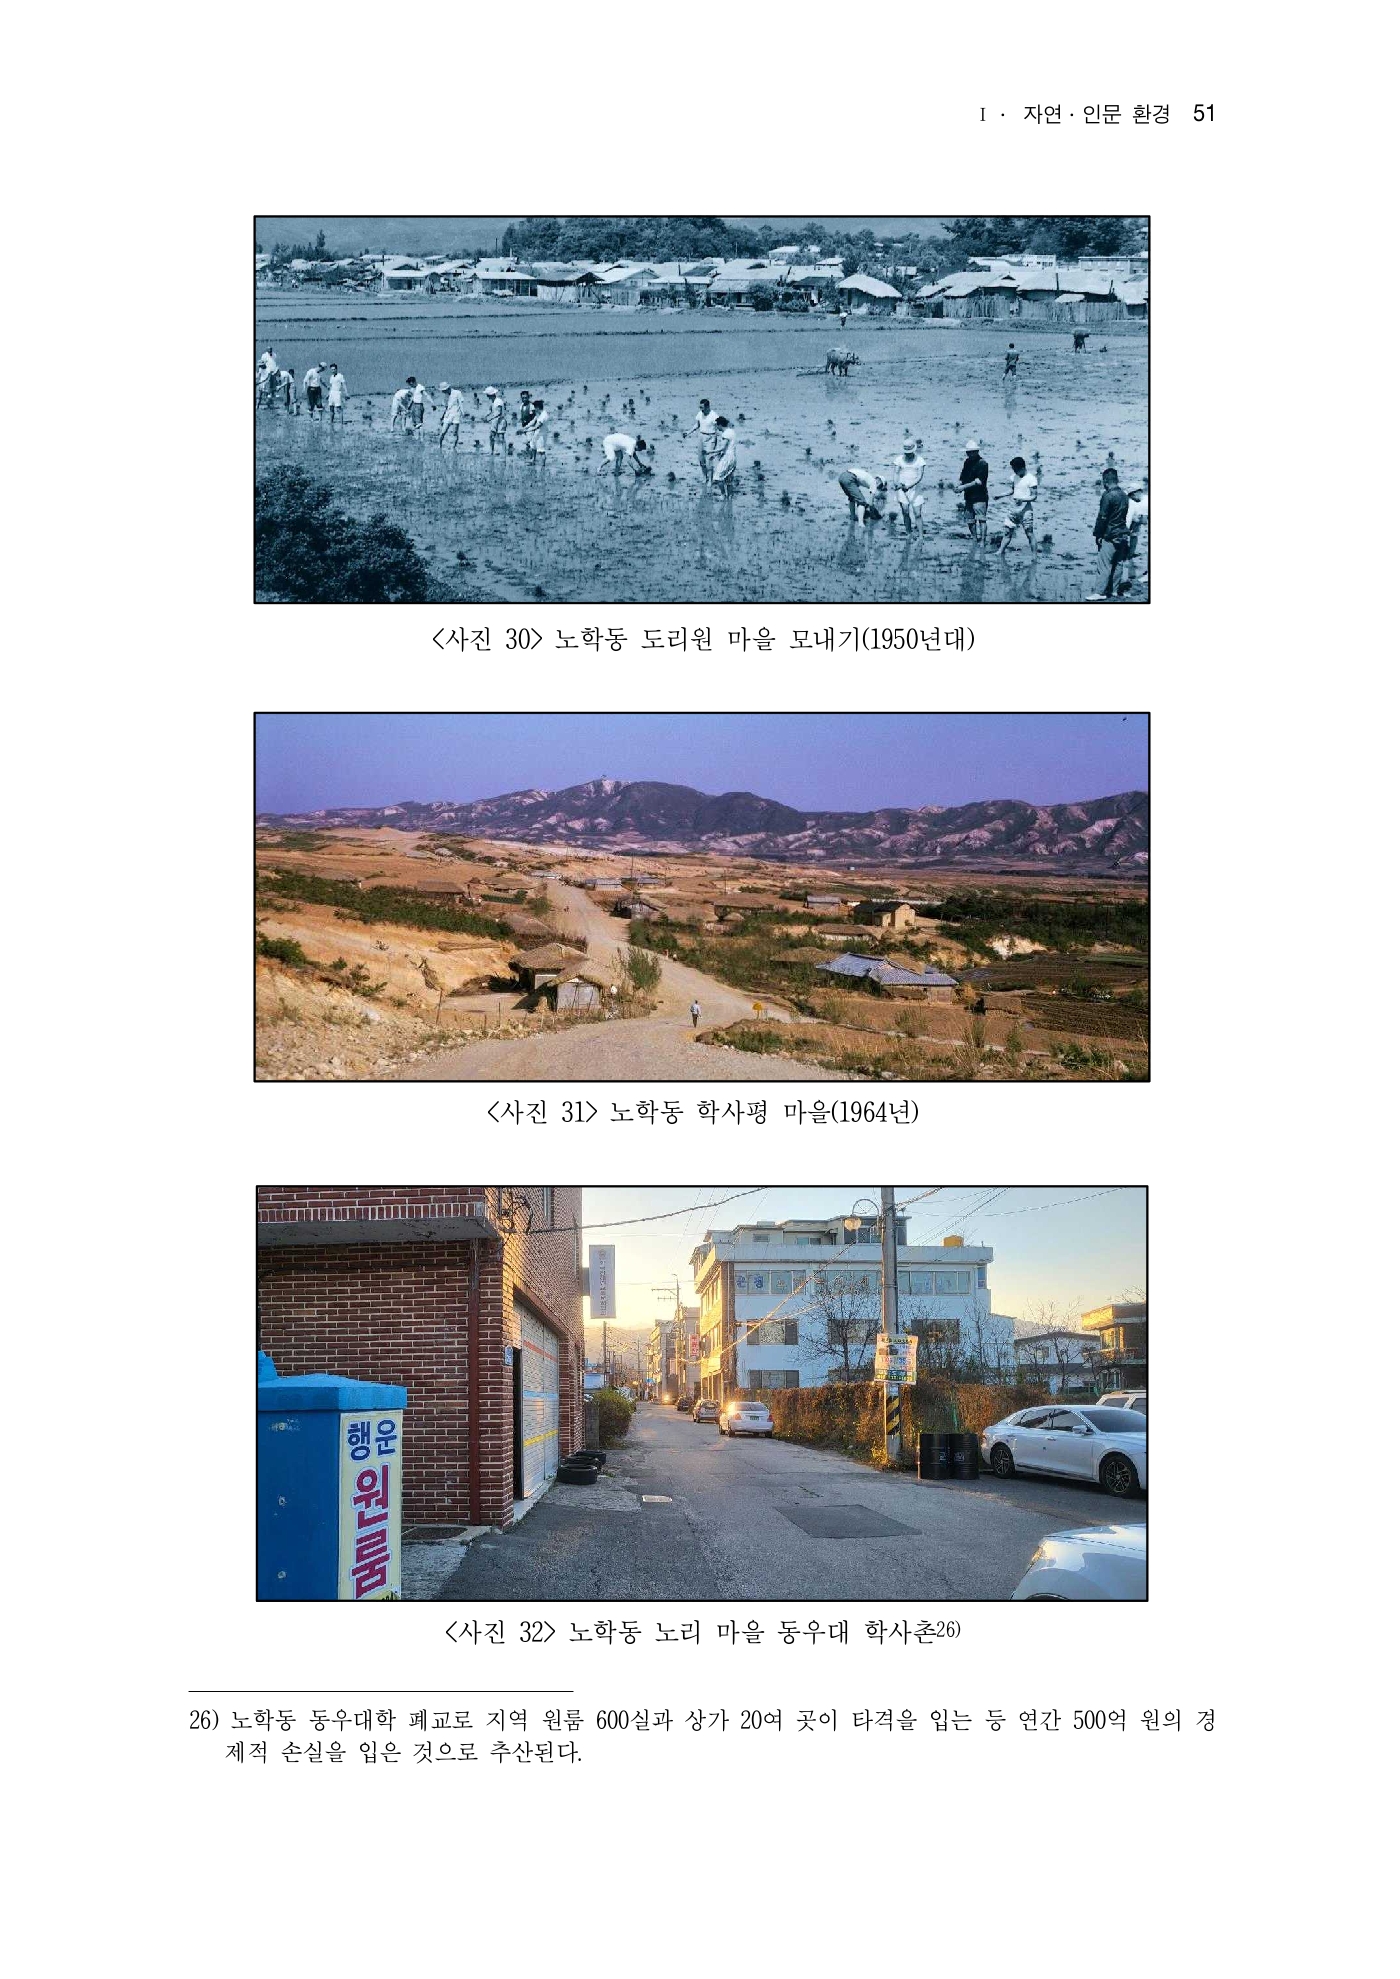 I · 자연·인문 환경 51
<사진 30> 노학동 도리원 마을 모내기(1950년대)
<사진 31> 노학동 학사평 마을(1964년)
행운
원룸
<사진 32> 노학동 노리 마을 동우대 학사촌26)
26) 노학동 동우대학 폐교로 지역 원룸 600실과 상가 20여 곳이 타격을 입는 등 연간 500억 원의 경
제적 손실을 입은 것으로 추산된다.